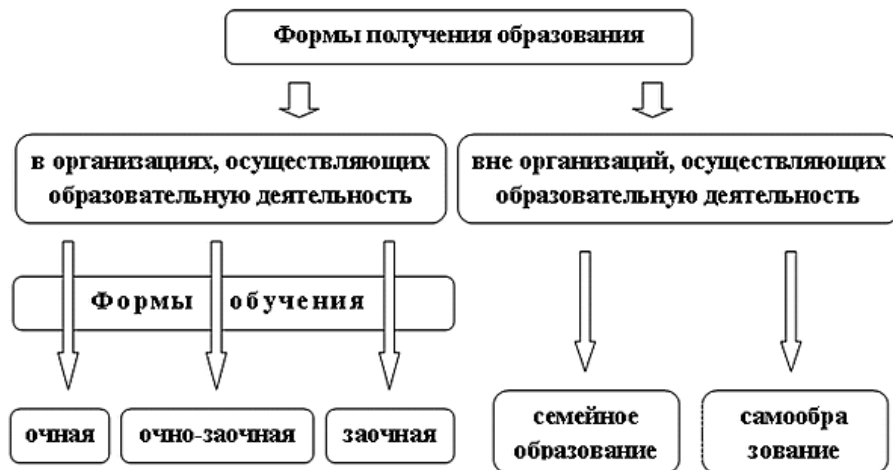 Формы получения образования
в организациях, осуществляющих
образовательную деятельность
вне организаций, осуществляющих
образовательную деятельность
Формы обучения
очная
очно-заочная
заочная
семейное
образование
самообра
зование